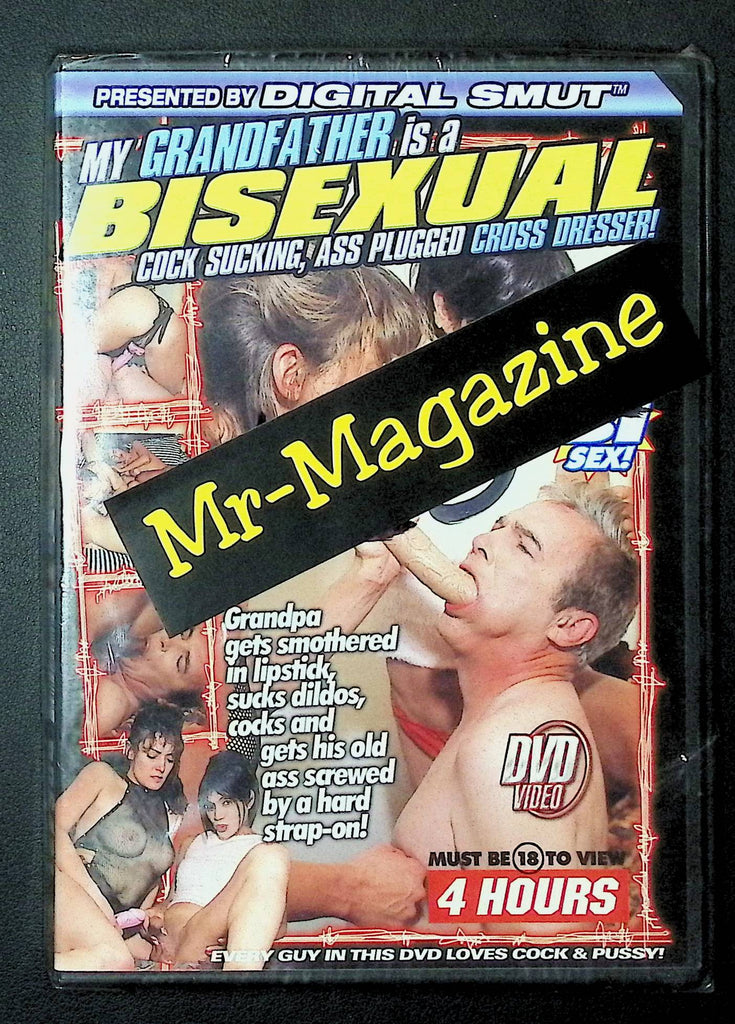 PRESENTED BY DIGITAL SMUT™
MY GRANDFATHER is a
BISEXUAL
COCK SUCKING, ASS PLUGGED CROSS DRESSER!
Mr-Magazine
SEX!
Grandpa
gets smothered
in lipstick,
sucks dildos,
cocks and
gets his old
ass screwed
by a hard
strap-on!
DVD
VIDEO
MUST BE 18 TO VIEW
4 HOURS
EVERY GUY IN THIS DVD LOVES COCK & PUSSY!